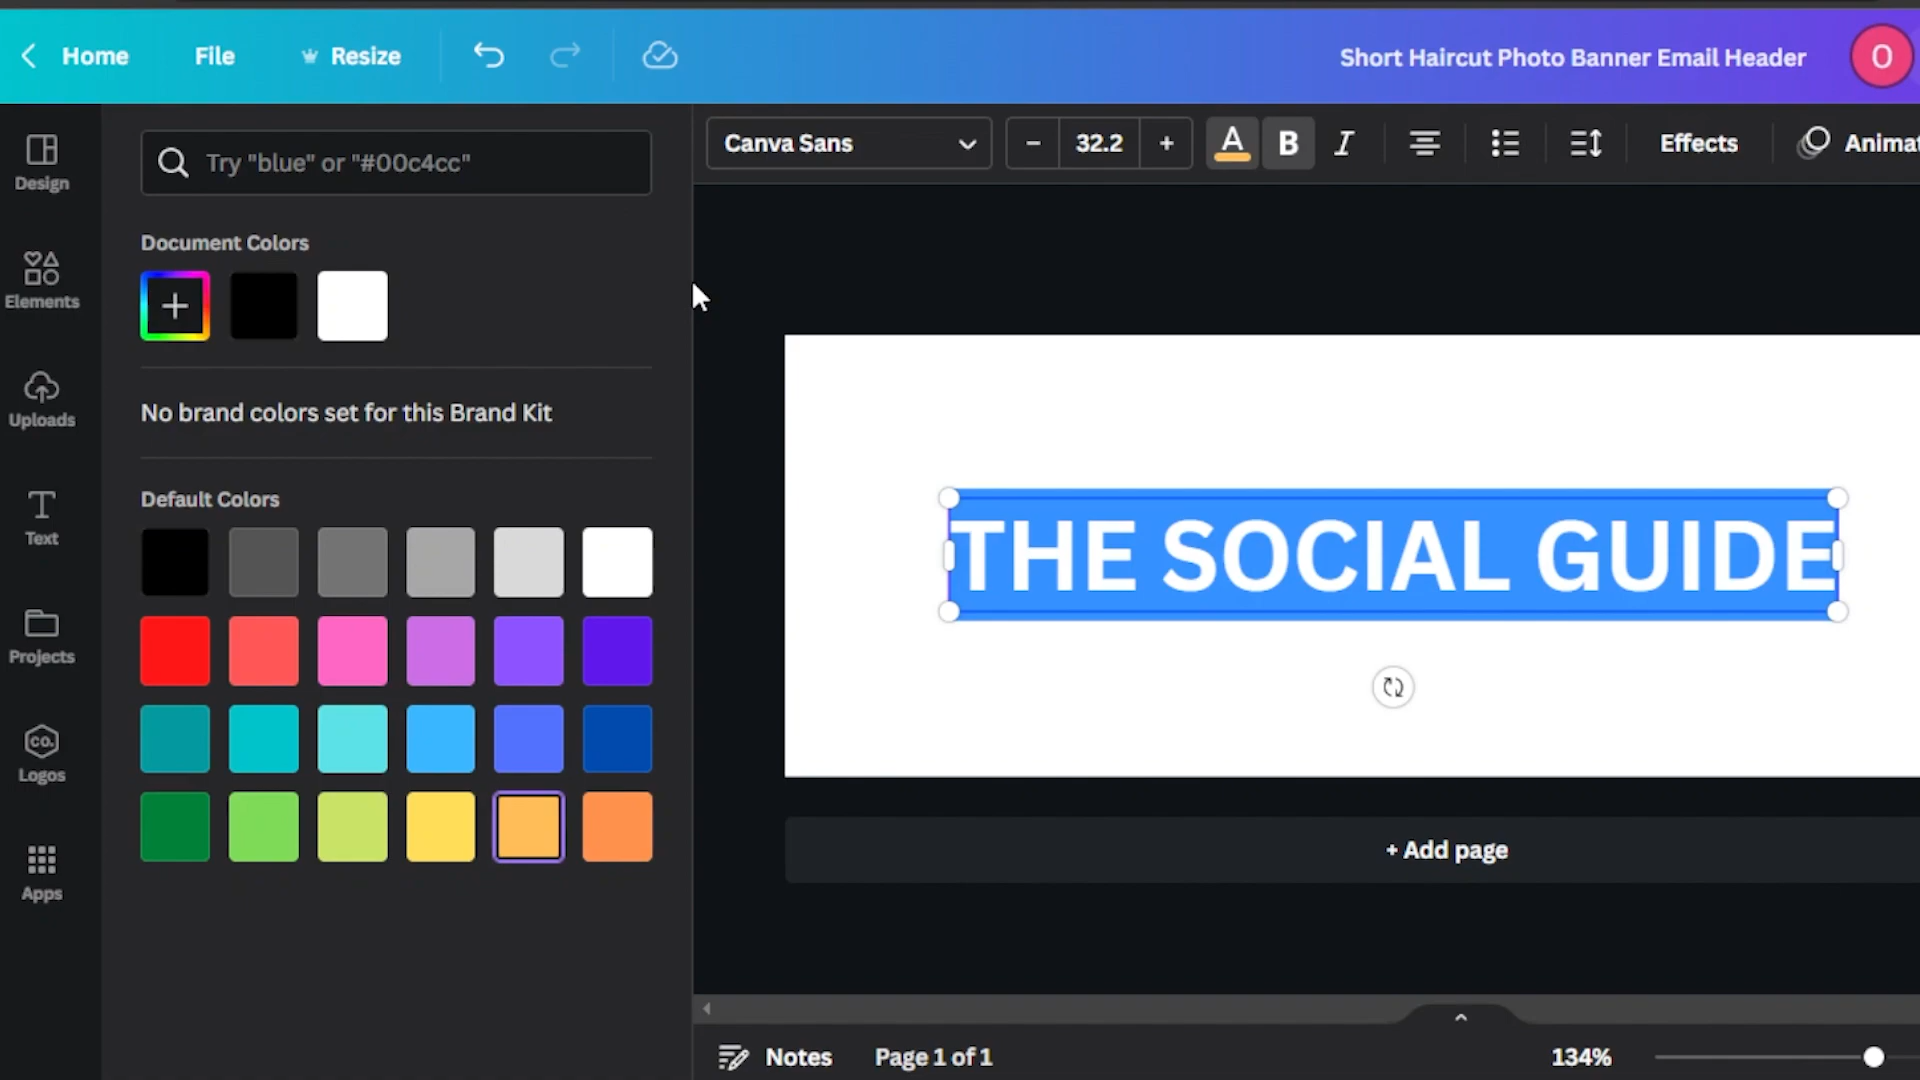 Home
File
Resize
Short Haircut Photo Banner Email Header
O
Design
Elements
Uploads
Text
Projects
CO.
Logos
Apps
Try "blue" or "#00c4cc"
Document Colors
No brand colors set for this Brand Kit
Default Colors
Canva Sans
– 32.2 +
A B I
Effects
Animat
THE SOCIAL GUIDE
+ Add page
Notes
Page 1 of 1
134%